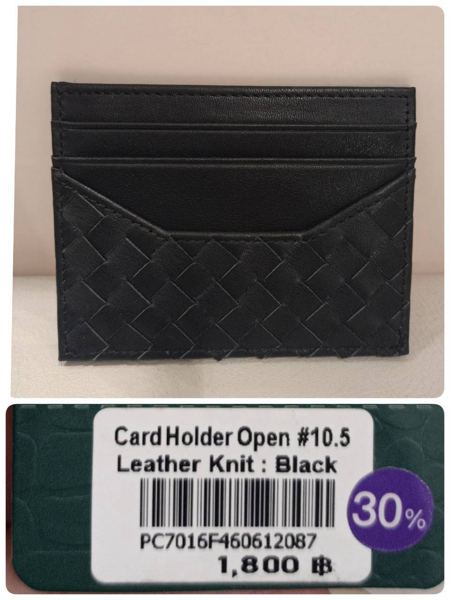 Card Holder Open #10.5
Leather Knit : Black
30%
PC7016F460612087
1,800 ฿